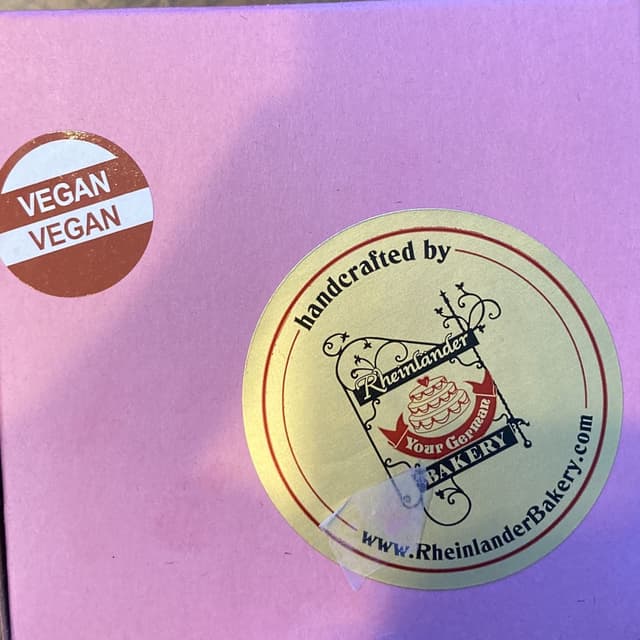 VEGAN
VEGAN
handcrafted by
Rheinlander
Your German
BAKERY
www.RheinlanderBakery.com